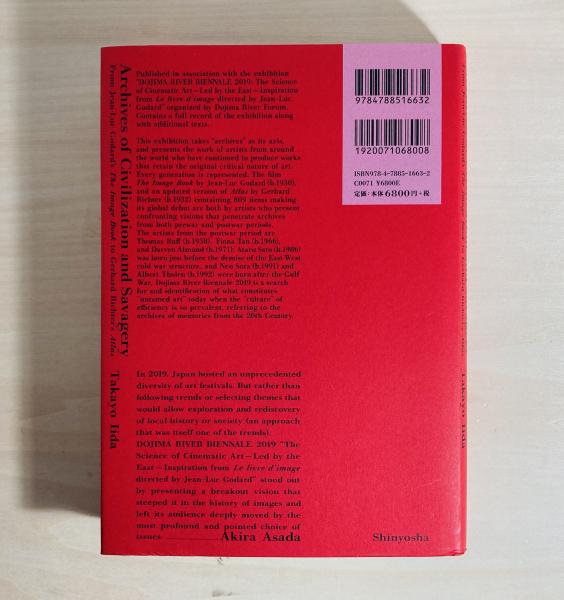 Archives of Civilization and Savagery
From Jean-Luc Godard's The Image Book to Gerhard Richter's Atlas
Takayo Iida
Published in association with the exhibition
"DOJIMA RIVER BIENNALE 2019: The Science
of Cinematic Art—Led by the East—inspiration
from Le livre d'image directed by Jean-Luc
Godard" organized by Dojima River Forum.
Contains a full record of the exhibition along
with additional texts.
This exhibition takes "archives" as its axis,
and presents the work of artists from around
the world who have continued to produce works
that retain the original critical nature of art.
Every generation is represented. The film
The Image Book by Jean-Luc Godard (b.1930),
and an updated version of Atlas by Gerhard
Richter (b.1932) containing 809 items making
its global debut are both by artists who present
confronting visions that penetrate archives
from both prewar and postwar periods.
The artists from the postwar period are
Thomas Ruff (b.1958), Fiona Tan (b.1966),
and Darren Almond (b.1971); Ataru Sato (b.1986)
was born just before the demise of the East-West
cold war structure, and Neo Sora (b.1991) and
Albert Tholen (b.1992) were born after the Gulf
War. Dojima River Biennale 2019 is a search
for and identification of what constitutes
"untamed art" today when the "culture" of
efficiency is so prevalent, referring to the
archives of memories from the 20th Century.
In 2019, Japan hosted an unprecedented
diversity of art festivals. But rather than
following trends or selecting themes that
would allow exploration and rediscovery
of local history or society (an approach
that was itself one of the trends),
DOJIMA RIVER BIENNALE 2019 "The
Science of Cinematic Art—Led by the
East—Inspiration from Le livre d'image
directed by Jean-Luc Godard" stood out
by presenting a breakout vision that
steeped it in the history of images and
left its audience deeply moved by the
most profound and pointed choice of
issues Akira Asada
9784788516632
1920071068008
ISBN978-4-7885-1663-2
C0071 ¥6800E
定価・本体6800円+税
Takayo Iida
Shinyosha